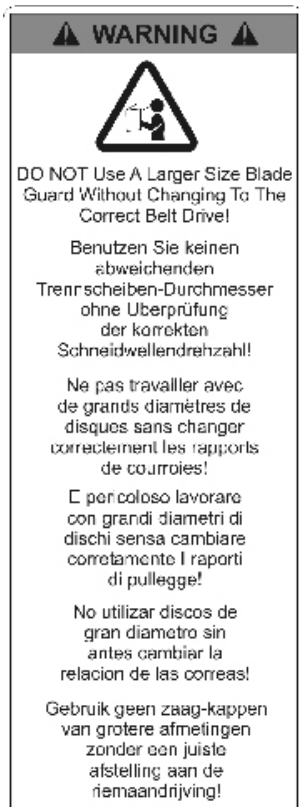 WARNING
DO NOT Use A Larger Size Blade
Guard Without Changing To The
Correct Belt Drive!
Benutzen Sie keinen
abweichenden
Trennscheiben-Durchmesser
ohne Uberprüfung
der korrekten
Schneidwellendrehzahl!
Ne pas travailler avec
de grands diamètres de
disques sans changer
correctement les rapports
de courroies!
E pericoloso lavorare
con grandi diametri di
dischi sensa cambiare
corretamente I raporti
di pullegge!
No utilizar discos de
gran diametro sin
antes cambiar la
relacion de las correas!
Gebruik geen zaag-kappen
van grotere afmetingen
zonder een juiste
afstelling aan de
riemaandrijving!